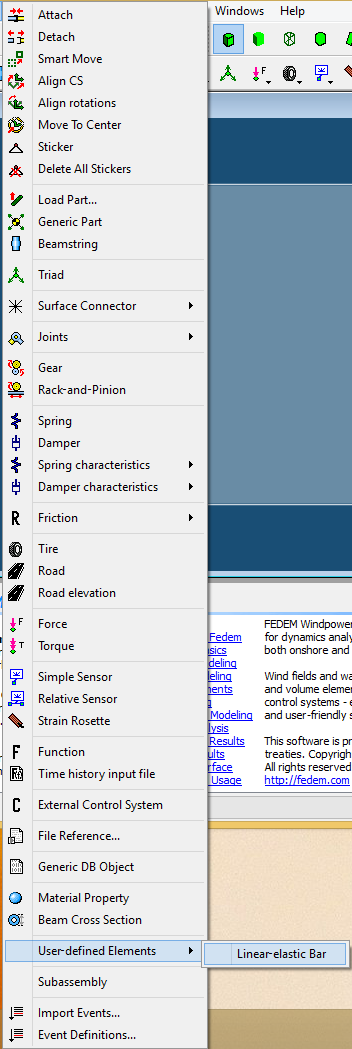 Windows Help
Attach
Detach
Smart Move
Align CS
Align rotations
Move To Center
Sticker
Delete All Stickers
Load Part...
Generic Part
Beamstring
Triad
Surface Connector
Joints
Gear
Rack-and-Pinion
Spring
Damper
Spring characteristics
Damper characteristics
R Friction
Tire
Road
Road elevation
F Force
T Torque
Simple Sensor
Relative Sensor
Strain Rosette
F Function
Time history input file
C External Control System
File Reference...
Generic DB Object
Material Property
Beam Cross Section
User-defined Elements
Linear-elastic Bar
Subassembly
Import Events...
Event Definitions...
F
Fedem
sics
deling
eling
ents
g
Modeling
lysis
Results
ults
rface
Usage
FEDEM Windpower
for dynamics analy
both onshore and
Wind fields and wa
and volume elemen
control systems - e
and user-friendly s
This software is pr
treaties. Copyright
All rights reserved
http://fedem.com